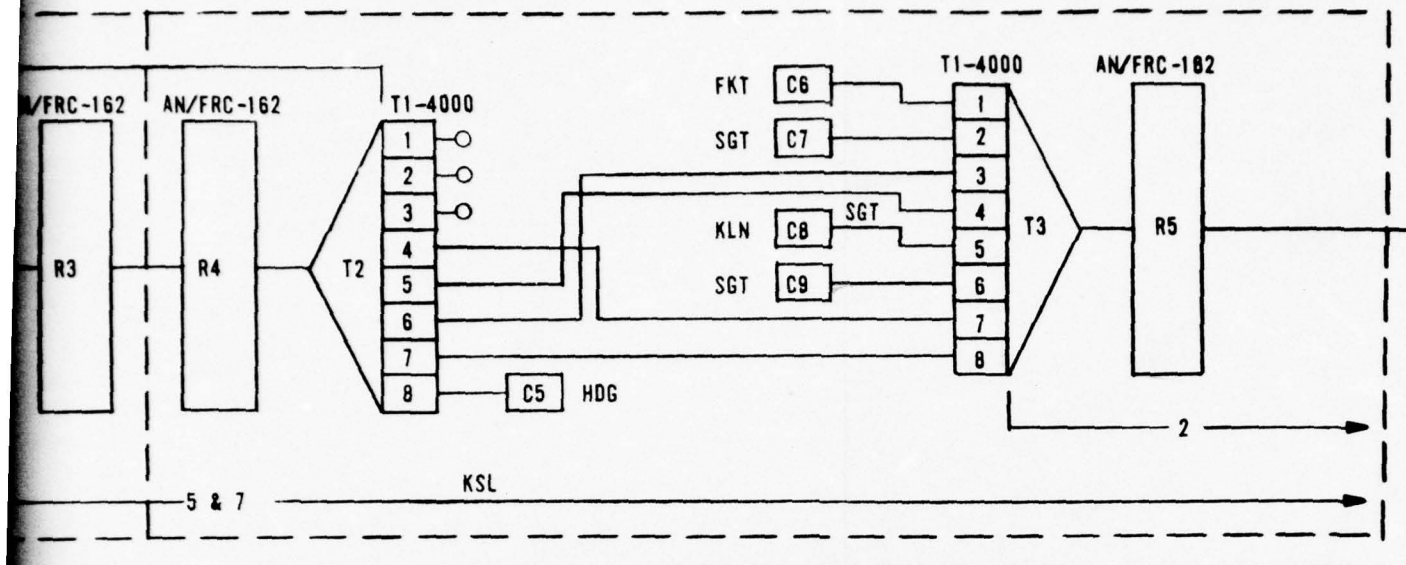 N/FRC-162
AN/FRC-162
T1-4000
R3
R4
T2
1
2
3
4
5
6
7
8
C5 HDG
FKT C6
SGT C7
KLN C8 SGT
SGT C9
T1-4000
1
2
3
4
5
6
7
8
T3
AN/FRC-162
R5
2
5 & 7
KSL